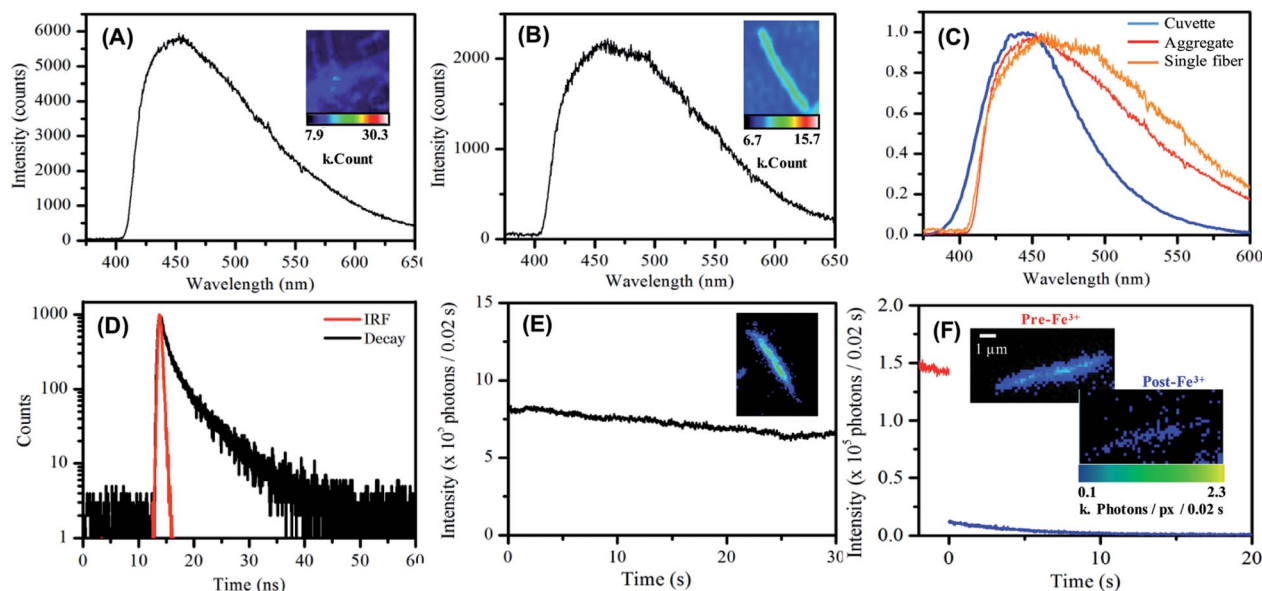 (A)
6000
5000
4000
3000
2000
1000
0
Intensity (counts)
7.9 30.3
k.Count
400 450 500 550 600 650
Wavelength (nm)
(B)
2000
1000
0
Intensity (counts)
6.7 15.7
k.Count
400 450 500 550 600 650
Wavelength (nm)
(C)
Cuvette
Aggregate
Single fiber
1.0
0.8
0.6
0.4
0.2
0.0
400 450 500 550 600
Wavelength (nm)
(D)
IRF
Decay
1000
100
10
1
Counts
0 10 20 30 40 50 60
Time (ns)
(E)
15
10
5
0
Intensity (x 10⁵ photons / 0.02 s)
0 10 20 30
Time (s)
(F)
2.0
1.5
1.0
0.5
0.0
Intensity (x 10⁵ photons / 0.02 s)
Pre-Fe³⁺
1 µm
Post-Fe³⁺
0.1 2.3
k. Photons / px / 0.02 s
0 10 20
Time (s)